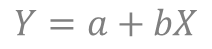 Y = a + bX